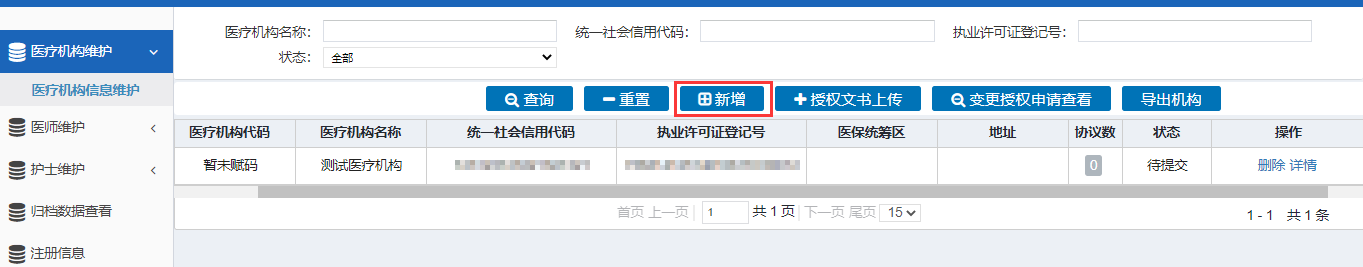 医疗机构名称： 统一社会信用代码： 执业许可证登记号：
状态： 全部
医疗机构维护
医疗机构信息维护
医师维护
护士维护
归档数据查看
注册信息
查询 重置 新增 授权文书上传 变更授权申请查看 导出机构
医疗机构代码 医疗机构名称 统一社会信用代码 执业许可证登记号 医保统筹区 地址 协议数 状态 操作
暂未赋码 测试医疗机构 0 待提交 删除 详情
首页 上一页 1 共 1 页 下一页 尾页 15 1 - 1 共 1 条